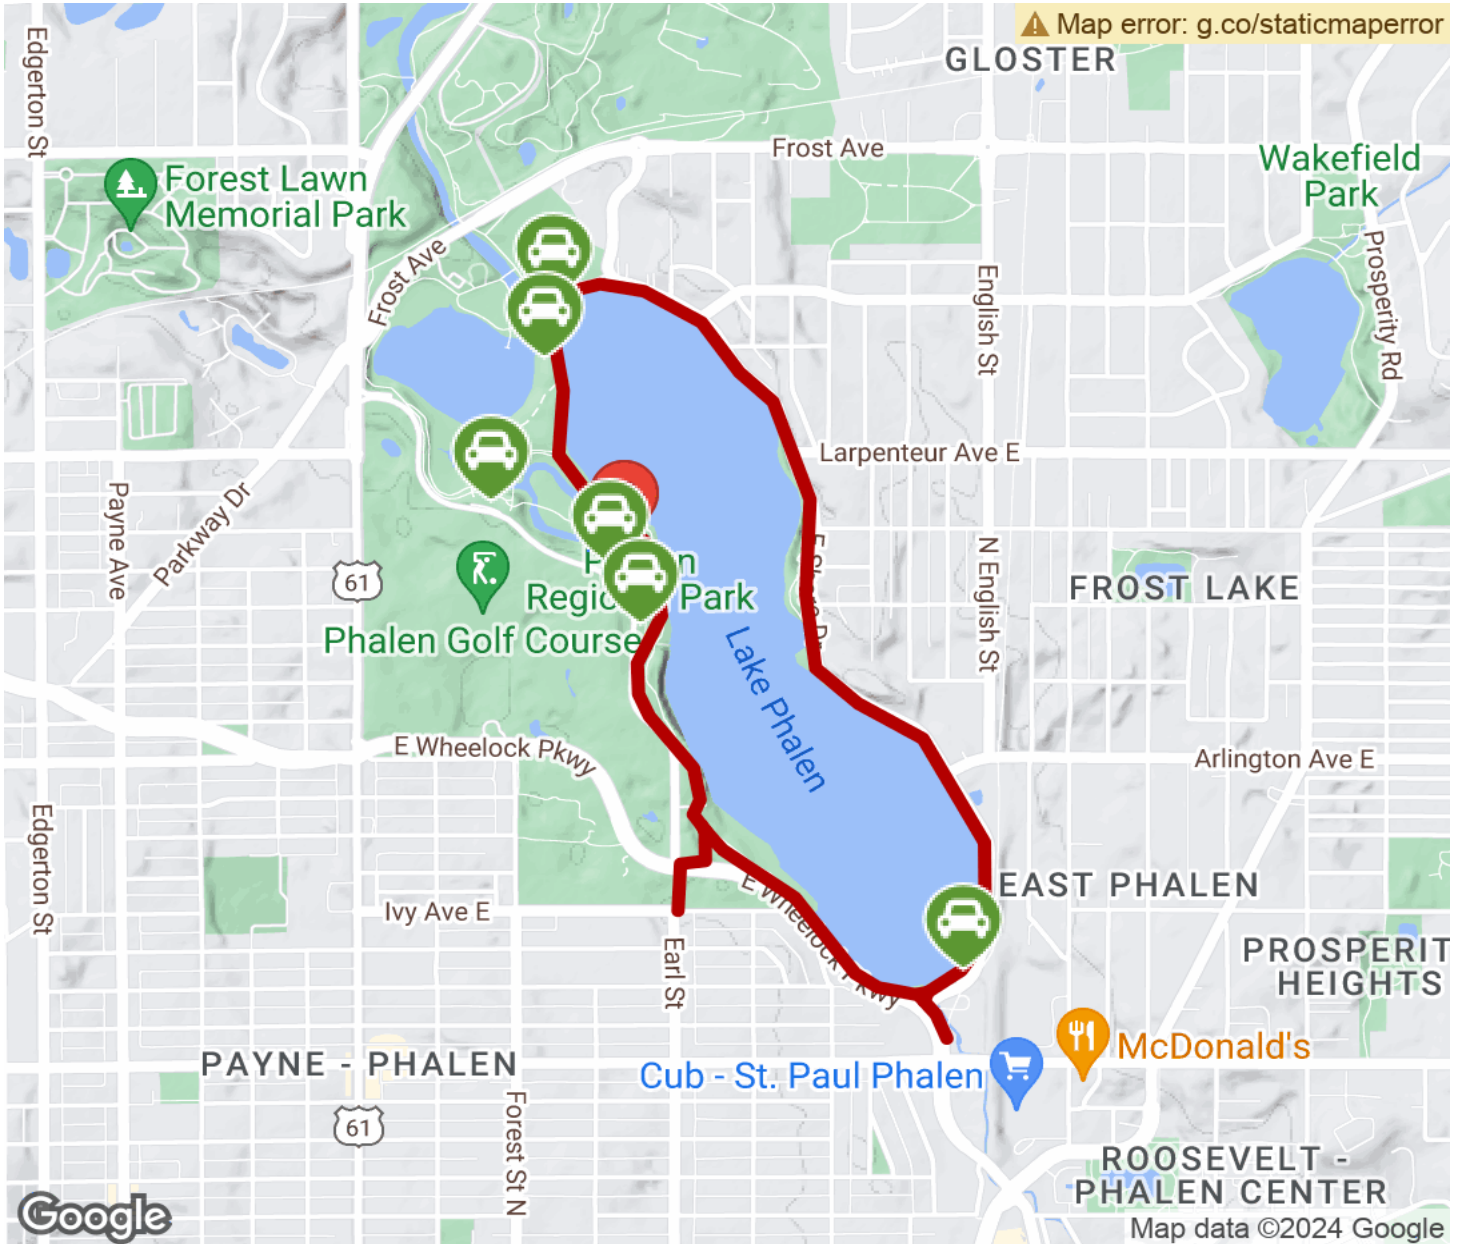 Map error: g.co/staticmaperror
GLOSTER
Edgerton St
Frost Ave
Wakefield
Park
Forest Lawn
Memorial Park
Frost Ave
English St
Prosperity Rd
Larpenteur Ave E
Payne Ave
Parkway Dr
61
N English St
FROST LAKE
Park
Phalen Golf Course
Lake Phalen
E Wheelock Pkwy
Arlington Ave E
Edgerton St
Ivy Ave E
E Wheelock Pkwy
EAST PHALEN
Earl St
PROSPERIT
HEIGHTS
PAYNE - PHALEN
McDonald's
Cub - St. Paul Phalen
61
Forest St N
ROOSEVELT -
PHALEN CENTER
Google
Map data ©2024 Google